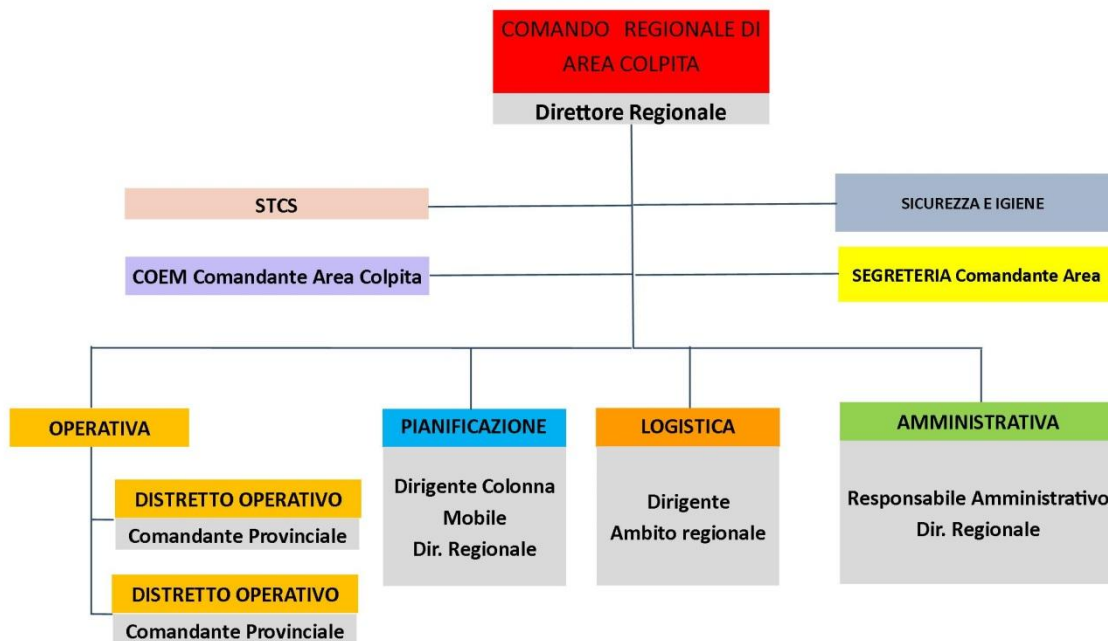 COMANDO REGIONALE DI
AREA COLPITA
Direttore Regionale
STCS
SICUREZZA E IGIENE
COEM Comandante Area Colpita
SEGRETERIA Comandante Area
OPERATIVA
PIANIFICAZIONE
LOGISTICA
AMMINISTRATIVA
Dirigente Colonna
Mobile
Dir. Regionale
Dirigente
Ambito regionale
Responsabile Amministrativo
Dir. Regionale
DISTRETTO OPERATIVO
Comandante Provinciale
DISTRETTO OPERATIVO
Comandante Provinciale